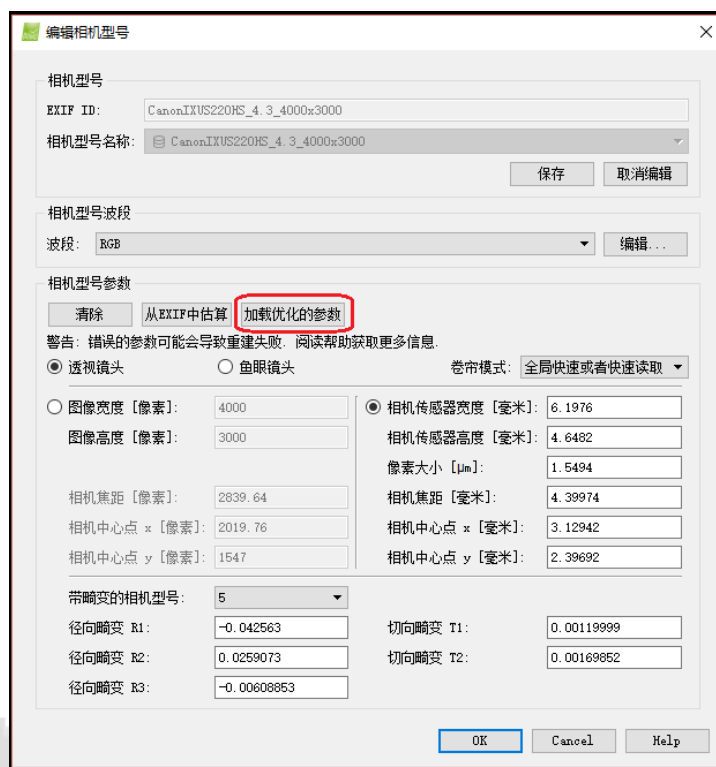 编辑相机型号
相机型号
EXIF ID: CanonIXUS220HS_4.3_4000x3000
相机型号名称: CanonIXUS220HS_4.3_4000x3000
保存 取消编辑
相机型号波段
波段: RGB 编辑...
相机型号参数
清除 从EXIF中估算 加载优化的参数
警告: 错误的参数可能会导致重建失败. 阅读帮助获取更多信息.
透视镜头 鱼眼镜头 卷帘模式: 全局快速或者快速读取
图像宽度 [像素]: 4000 相机传感器宽度 [毫米]: 6.1976
图像高度 [像素]: 3000 相机传感器高度 [毫米]: 4.6482
像素大小 [μm]: 1.5494
相机焦距 [像素]: 2839.64 相机焦距 [毫米]: 4.39974
相机中心点 x [像素]: 2019.76 相机中心点 x [毫米]: 3.12942
相机中心点 y [像素]: 1547 相机中心点 y [毫米]: 2.39692
带畸变的相机型号: 5
径向畸变 R1: -0.042563 切向畸变 T1: 0.00119999
径向畸变 R2: 0.0259073 切向畸变 T2: 0.00169852
径向畸变 R3: -0.00608853
OK Cancel Help